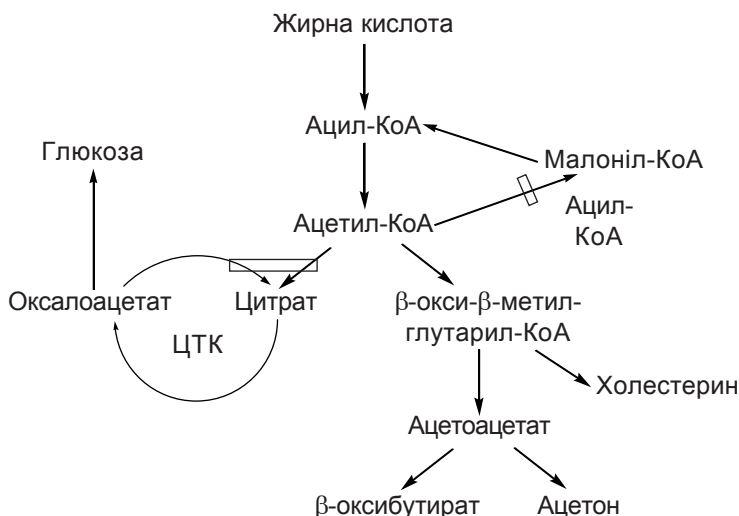 Жирна кислота
Ацил-КоА
Глюкоза
Малоніл-КоА
Ацил-
КоА
Ацетил-КоА
Оксалоацетат
Цитрат
β-окси-β-метил-
глутарил-КоА
ЦТК
Холестерин
Ацетоацетат
β-оксибутират
Ацетон